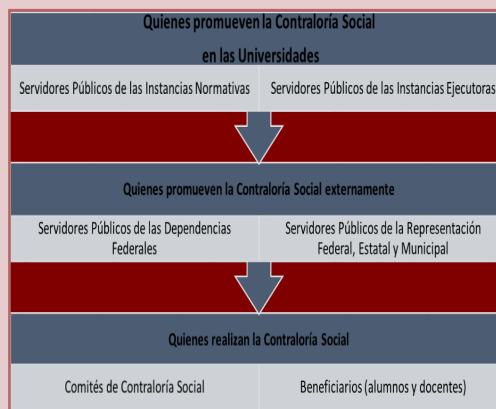 Quienes promueven la Contraloría Social
en las Universidades
Servidores Públicos de las Instancias Normativas
Servidores Públicos de las Instancias Ejecutoras
Quienes promueven la Contraloría Social externamente
Servidores Públicos de las Dependencias
Federales
Servidores Públicos de la Representación
Federal, Estatal y Municipal
Quienes realizan la Contraloría Social
Comités de Contraloría Social
Beneficiarios (alumnos y docentes)